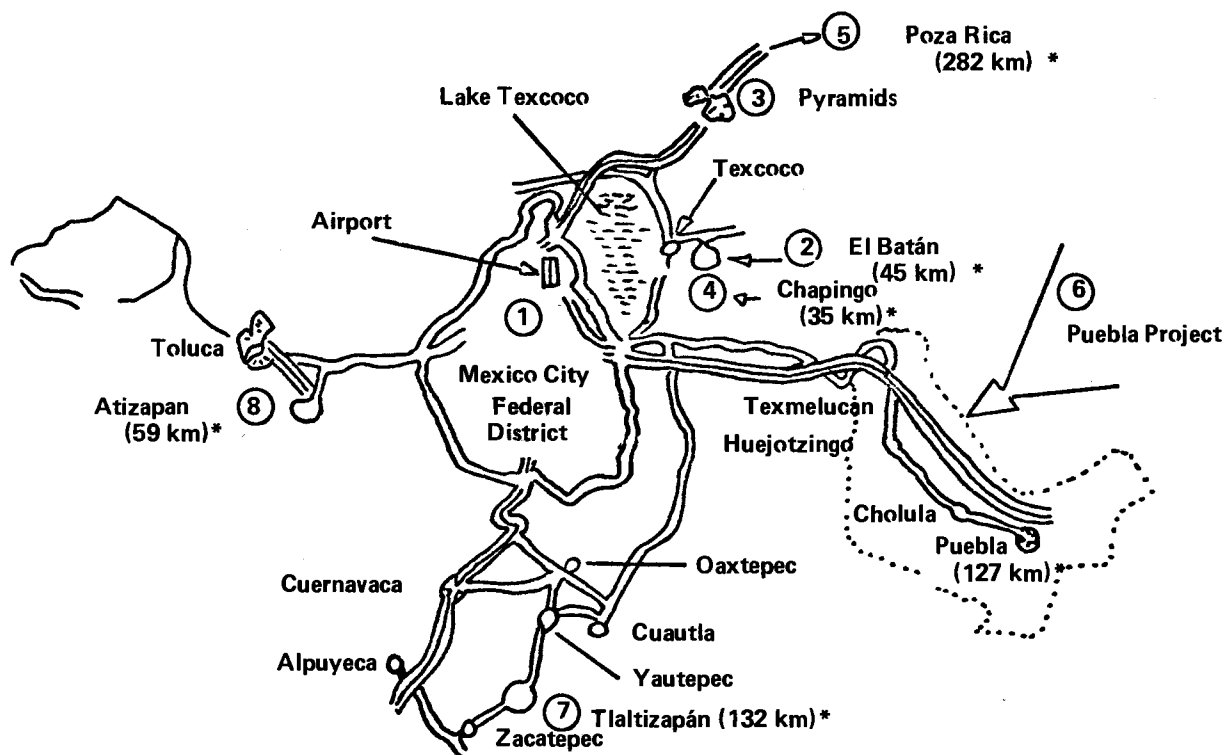 5 Poza Rica
(282 km) *
Lake Texcoco
3 Pyramids
Texcoco
Airport
2 El Batán
(45 km) *
4 Chapingo
(35 km) *
6
Puebla Project
1
Toluca
Mexico City
Federal
District
Atizapan 8
(59 km) *
Texmelucan
Huejotzingo
Cholula
Puebla
(127 km) *
Oaxtepec
Cuernavaca
Cuautla
Alpuyeca
Yautepec
7 Tlaltizapán (132 km) *
Zacatepec